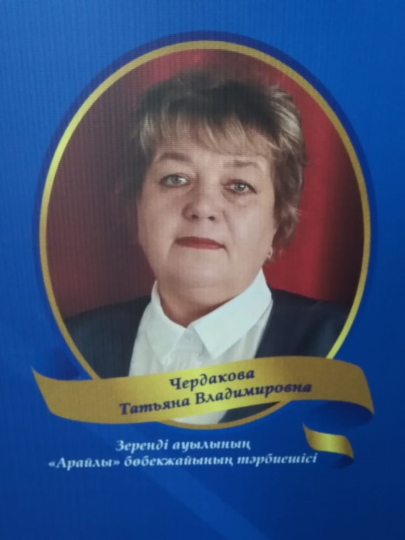 Чердакова
Татьяна Владимировна
Зеренді ауылының
«Арайлы» бөбекжайының тәрбиешісі